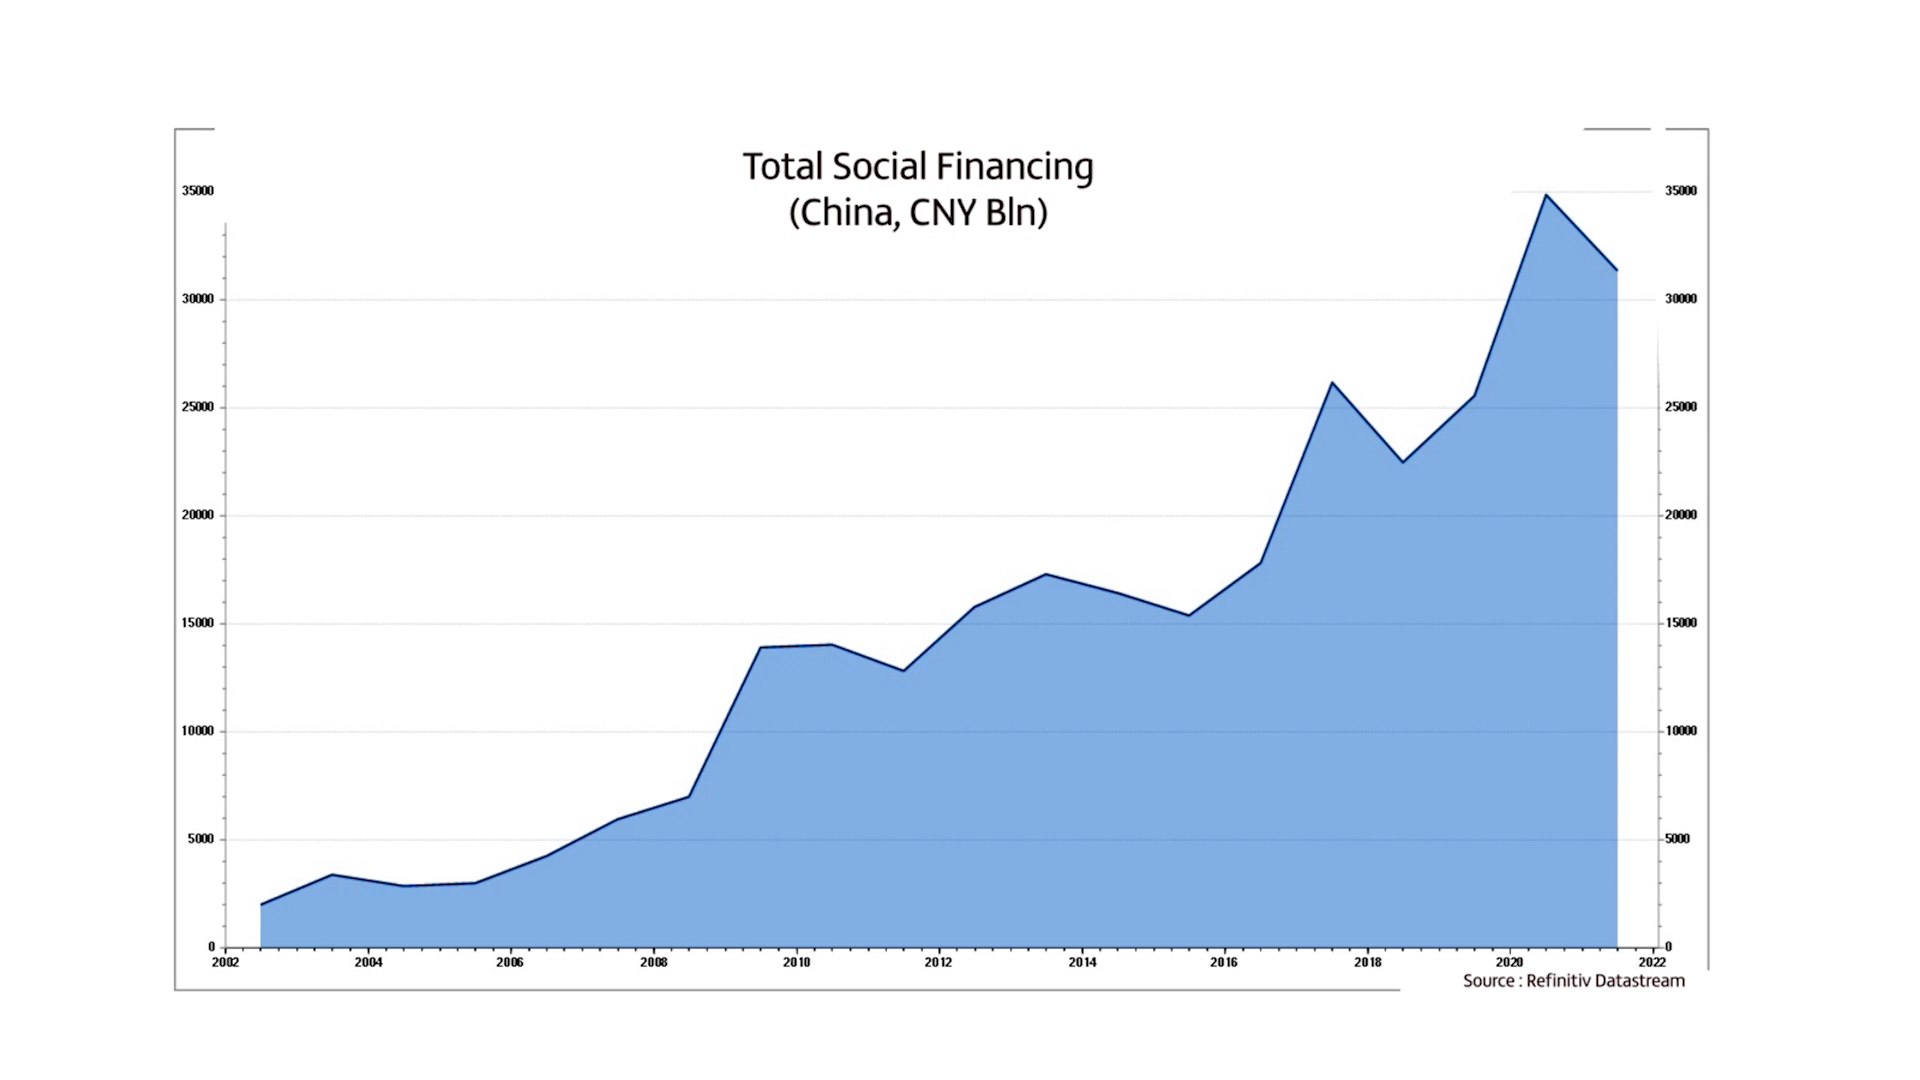 Total Social Financing
(China, CNY Bln)
35000 35000
30000 30000
25000 25000
20000 20000
15000 15000
10000 10000
5000 5000
0 0
2002 2004 2006 2008 2010 2012 2014 2016 2018 2020 2022
Source : Refinitiv Datastream